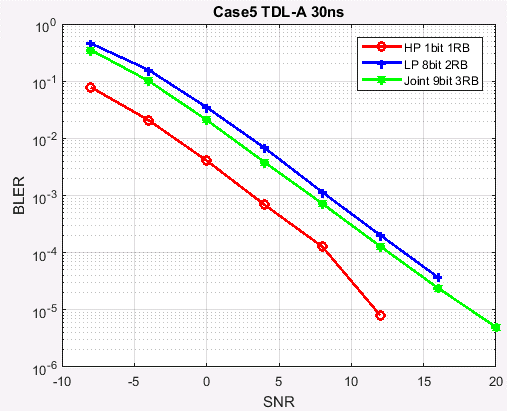 Case5 TDL-A 30ns
10^0
10^-1
10^-2
10^-3
10^-4
10^-5
10^-6
BLER
HP 1bit 1RB
LP 8bit 2RB
Joint 9bit 3RB
-10 -5 0 5 10 15 20
SNR